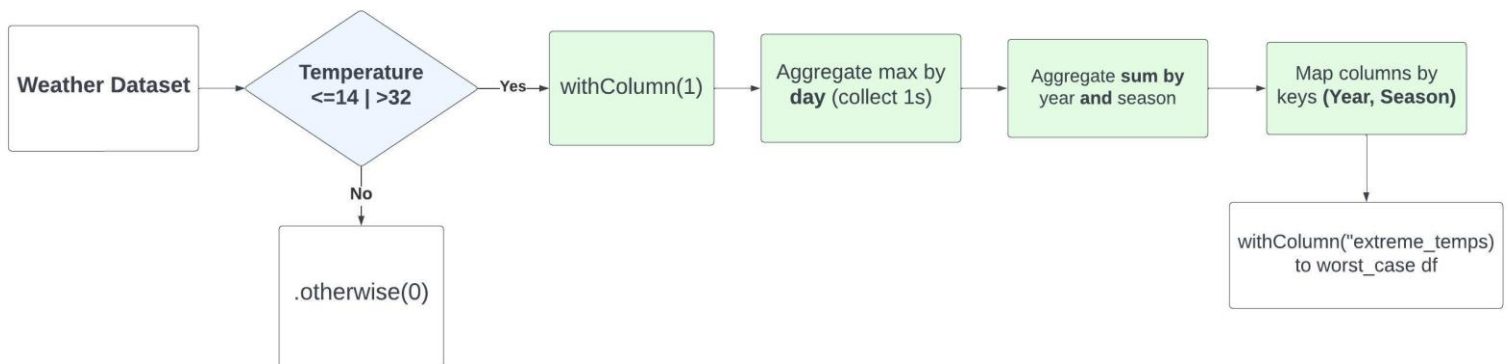 Weather Dataset
Temperature
<=14 | >32
Yes
withColumn(1)
Aggregate max by
day (collect 1s)
Aggregate sum by
year and season
Map columns by
keys (Year, Season)
No
.otherwise(0)
withColumn("extreme_temps)
to worst_case df